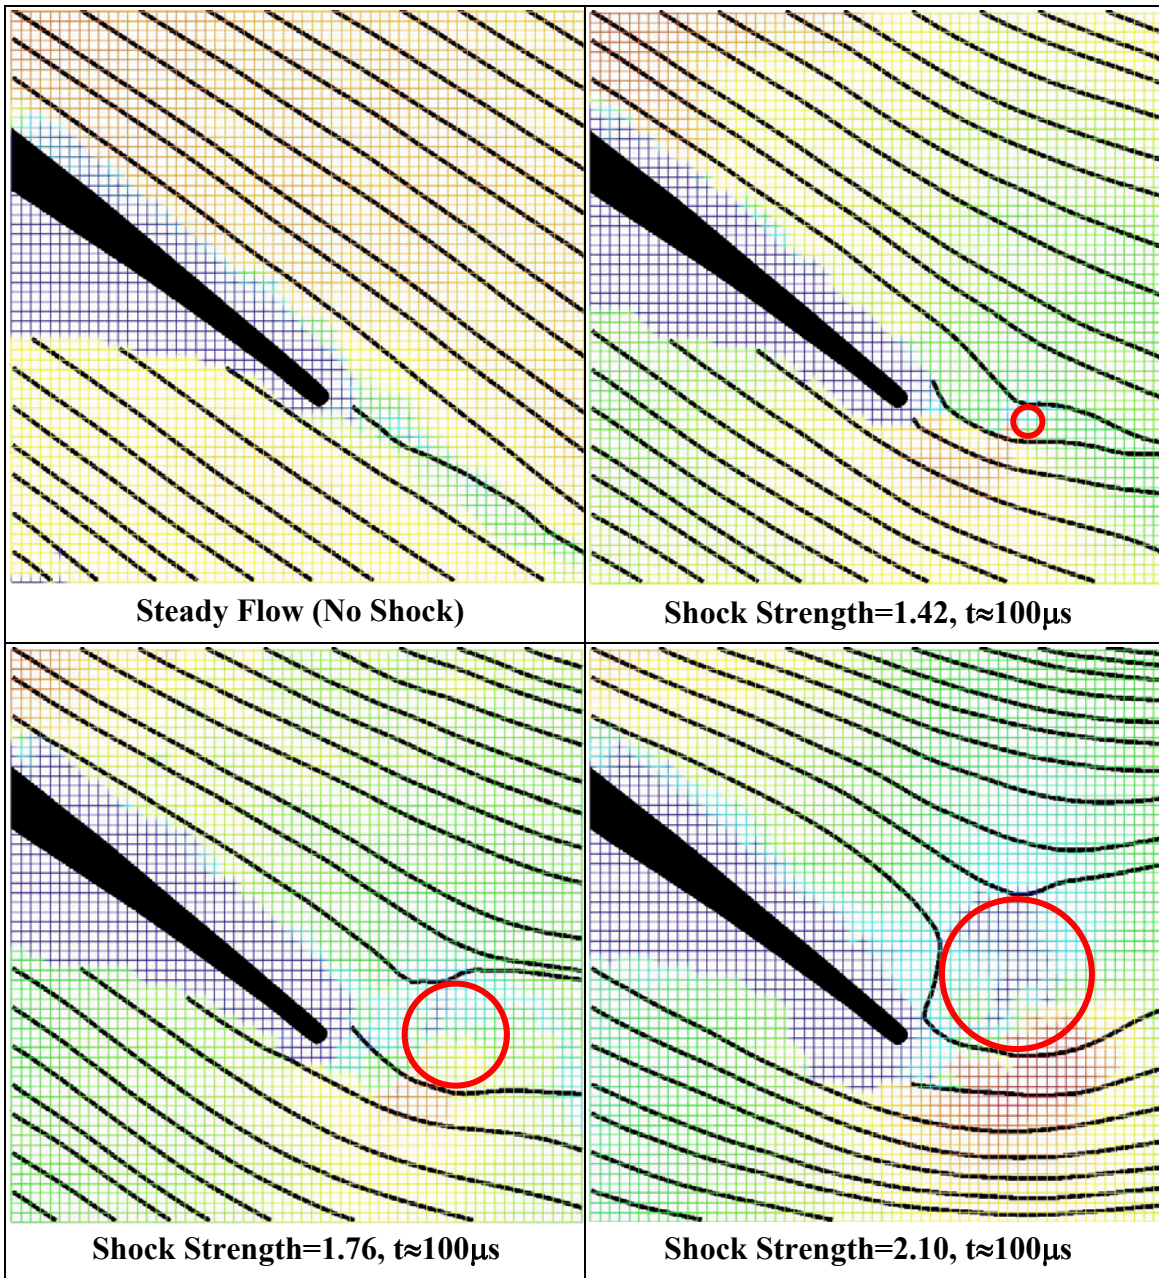 Steady Flow (No Shock)
Shock Strength=1.42, t≈100μs
Shock Strength=1.76, t≈100μs
Shock Strength=2.10, t≈100μs